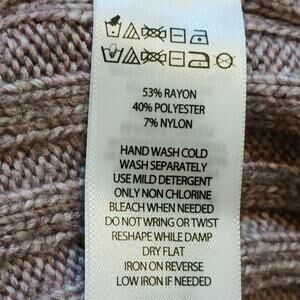 53% RAYON
40% POLYESTER
7% NYLON
HAND WASH COLD
WASH SEPARATELY
USE MILD DETERGENT
ONLY NON CHLORINE
BLEACH WHEN NEEDED
DO NOT WRING OR TWIST
RESHAPE WHILE DAMP
DRY FLAT
IRON ON REVERSE
LOW IRON IF NEEDED